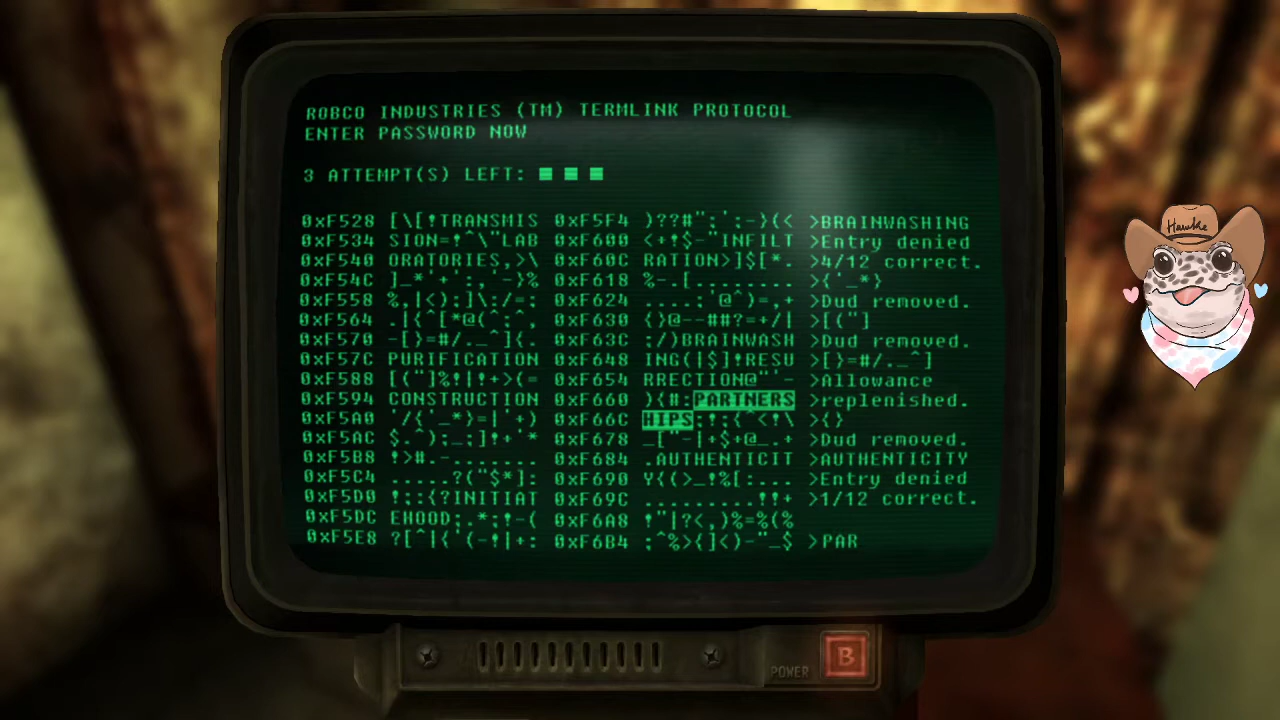 ROBCO INDUSTRIES (TM) TERMLINK PROTOCOL
ENTER PASSWORD NOW
3 ATTEMPT(S) LEFT: ■ ■ ■
0xF528 [\[!TRANSMIS 0xF5F4 )??#":';-}(< >BRAINWASHING
0xF534 SION=!^\"LAB 0xF600 <+!$-"INFILT >Entry denied
0xF540 ORATORIES,>\ 0xF60C RATION>]$[*. >4/12 correct.
0xF54C ]_*'+':,'-}% 0xF618 %-.[........ >{'_*}
0xF558 %,|<):]\:/=; 0xF624 ....:'@^)=,+ >Dud removed.
0xF564 .|{^[*@(^:^, 0xF630 {}@--##?=+/| >[("]
0xF570 -[}=#/._^]{. 0xF63C :/)BRAINWASH >Dud removed.
0xF57C PURIFICATION 0xF648 ING(|$]!RESU >[}=#/._^]
0xF588 [("]%!|!+>(= 0xF654 RRECTION@"'- >Allowance
0xF594 CONSTRUCTION 0xF660 ){#:PARTNERS >replenished.
0xF5A0 '/{'_*}=|'+) 0xF66C HIPS;!;{^<!\ >{}
0xF5AC $.^):_:]!+'* 0xF678 _["-|+$+@_.+ >Dud removed.
0xF5B8 !>#.-....... 0xF684 .AUTHENTICIT >AUTHENTICITY
0xF5C4 .....?("$*]: 0xF690 Y{(>_!%[:... >Entry denied
0xF5D0 !;:{?INITIAT 0xF69C .........!!+ >1/12 correct.
0xF5DC EHOOD;.*;!-( 0xF6A8 !"|?<,)%=%(%
0xF5E8 ?[^|{'(-!|+: 0xF6B4 ;^%>{]<)-"_$ >PAR
POWER
B
Hawke